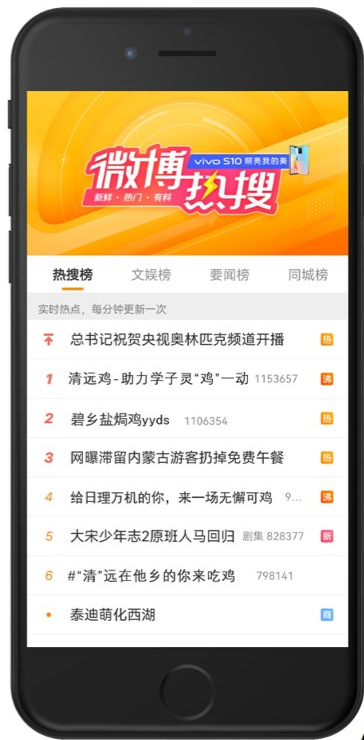 微博热搜
vivo S10 照亮我的美
新鲜·热门·有料
热搜榜 文娱榜 要闻榜 同城榜
实时热点，每分钟更新一次
总书记祝贺央视奥林匹克频道开播 热
1 清远鸡-助力学子灵“鸡”一动 1153657 沸
2 碧乡盐焗鸡yyds 1106354 热
3 网曝滞留内蒙古游客扔掉免费午餐 热
4 给日理万机的你，来一场无懈可鸡 9... 沸
5 大宋少年志2原班人马回归 剧集 828377 新
6 #“清”远在他乡的你来吃鸡 798141
• 泰迪萌化西湖 商